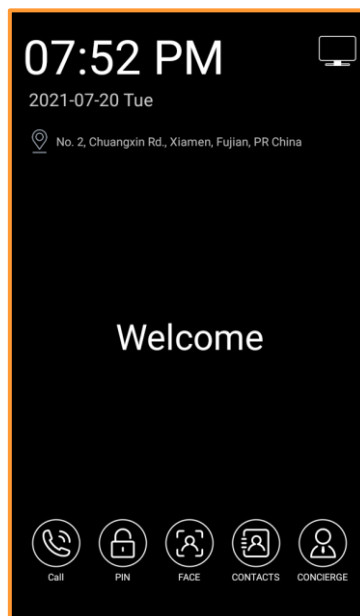 07:52 PM
2021-07-20 Tue
No. 2, Chuangxin Rd., Xiamen, Fujian, PR China
Welcome
Call PIN FACE CONTACTS CONCIERGE